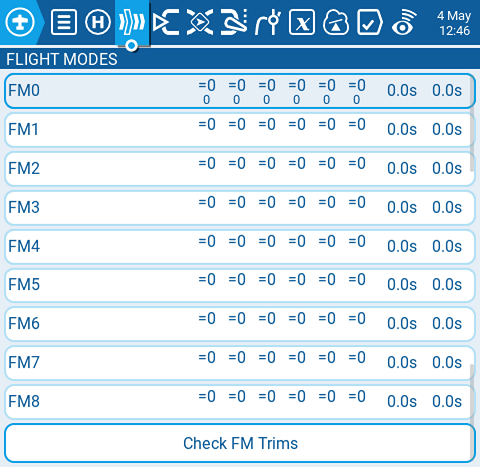 4 May
12:46
FLIGHT MODES
FM0 =0 =0 =0 =0 =0 =0 0.0s 0.0s
0 0 0 0 0 0
FM1 =0 =0 =0 =0 =0 =0 0.0s 0.0s
FM2 =0 =0 =0 =0 =0 =0 0.0s 0.0s
FM3 =0 =0 =0 =0 =0 =0 0.0s 0.0s
FM4 =0 =0 =0 =0 =0 =0 0.0s 0.0s
FM5 =0 =0 =0 =0 =0 =0 0.0s 0.0s
FM6 =0 =0 =0 =0 =0 =0 0.0s 0.0s
FM7 =0 =0 =0 =0 =0 =0 0.0s 0.0s
FM8 =0 =0 =0 =0 =0 =0 0.0s 0.0s
Check FM Trims